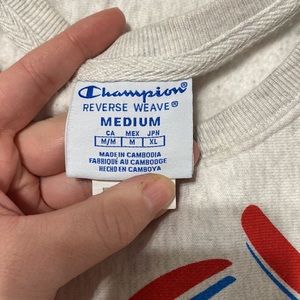 Champion
REVERSE WEAVE®
MEDIUM
CA MEX JPN
M/M M XL
MADE IN CAMBODIA
FABRIQUÉ AU CAMBODGE
HECHO EN CAMBOYA